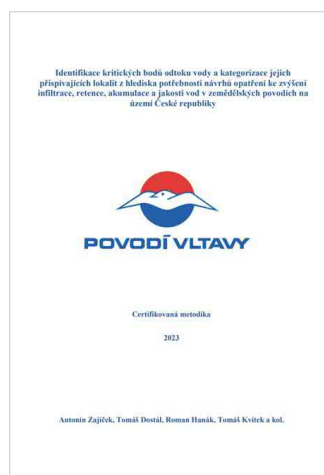 Identifikace kritických bodů odtoku vody a kategorizace jejich
přispívajících lokalit z hlediska potřebnosti návrhů opatření ke zvýšení
infiltrace, retence, akumulace a jakosti vod v zemědělských povodích na
území České republiky
POVODÍ VLTAVY
Certifikovaná metodika
2023
Antonín Zajíček, Tomáš Dostál, Roman Hanák, Tomáš Kvítek a kol.